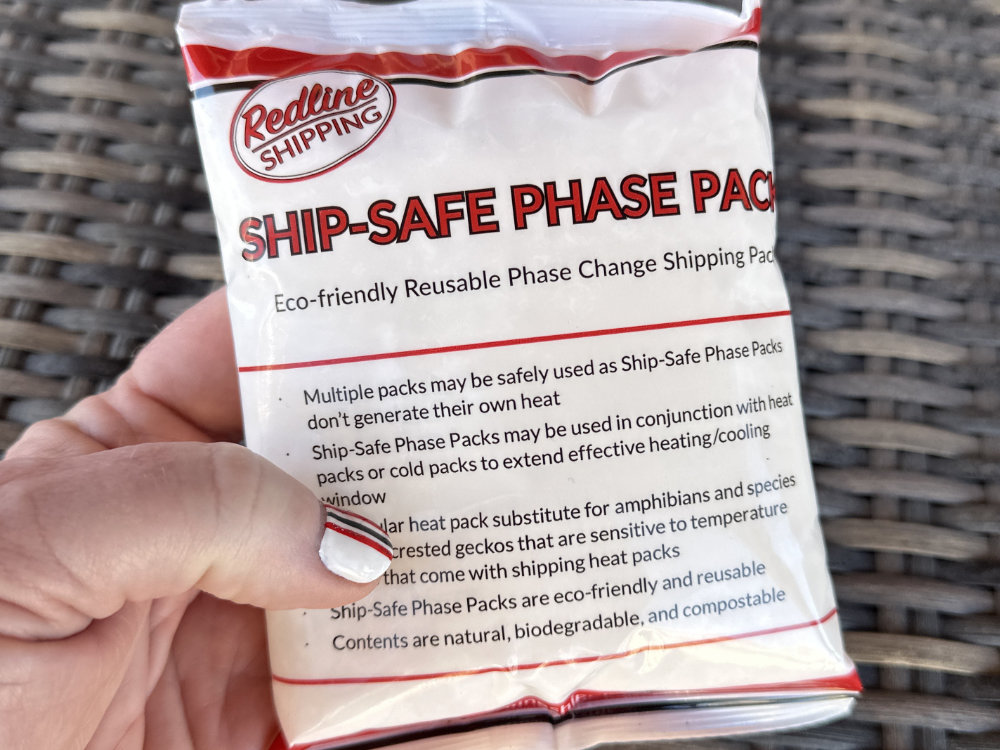 Redline
SHIPPING
SHIP-SAFE PHASE PACK
Eco-friendly Reusable Phase Change Shipping Pac
· Multiple packs may be safely used as Ship-Safe Phase Packs
don't generate their own heat
· Ship-Safe Phase Packs may be used in conjunction with heat
packs or cold packs to extend effective heating/cooling
window
lar heat pack substitute for amphibians and species
crested geckos that are sensitive to temperature
that come with shipping heat packs
· Ship-Safe Phase Packs are eco-friendly and reusable
· Contents are natural, biodegradable, and compostable